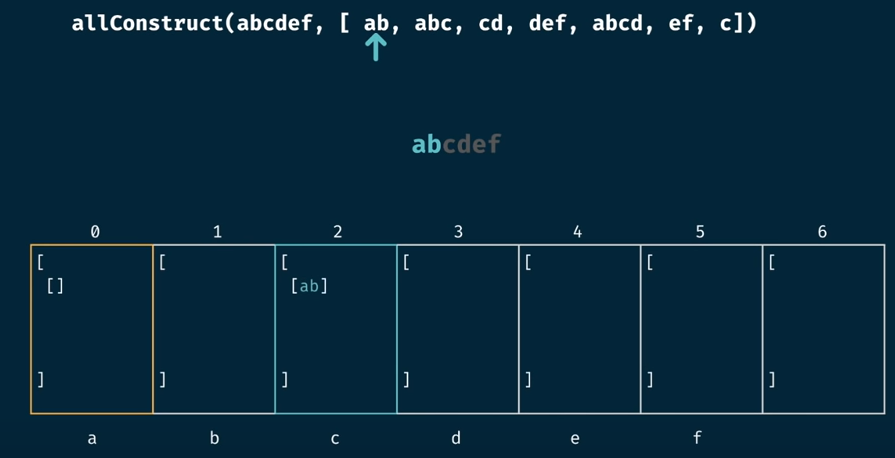 allConstruct(abcdef, [ ab, abc, cd, def, abcd, ef, c])
abcdef
0 1 2 3 4 5 6
[ [ [ [ [ [ [
[] [ab]
] ] ] ] ] ] ]
a b c d e f